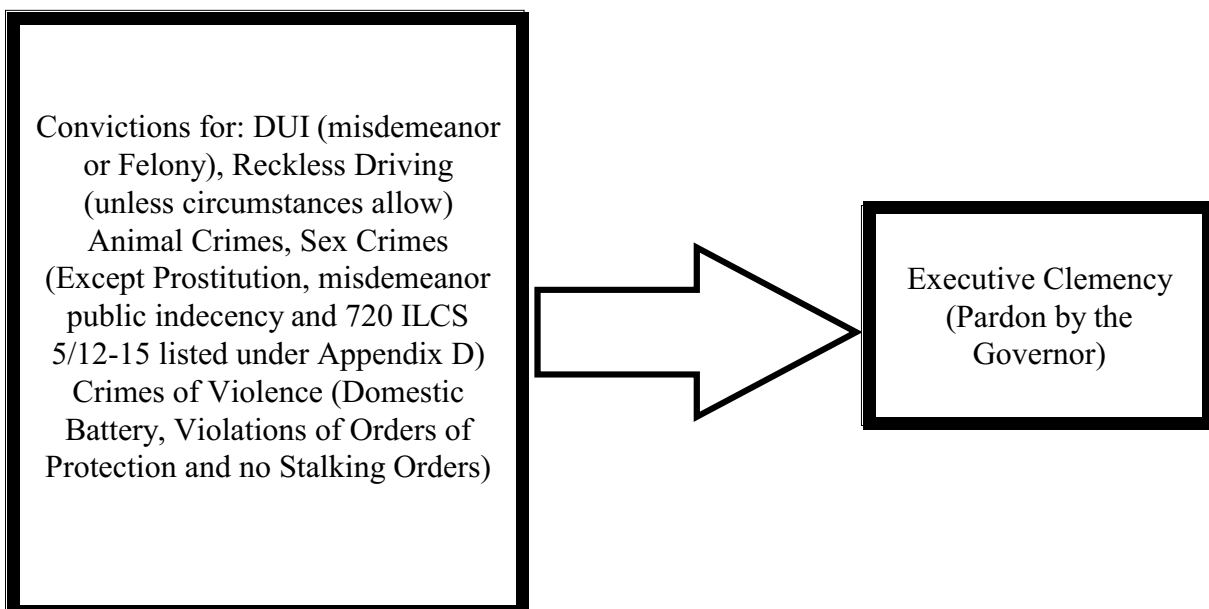 Convictions for: DUI (misdemeanor
or Felony), Reckless Driving
(unless circumstances allow)
Animal Crimes, Sex Crimes
(Except Prostitution, misdemeanor
public indecency and 720 ILCS
5/12-15 listed under Appendix D)
Crimes of Violence (Domestic
Battery, Violations of Orders of
Protection and no Stalking Orders)
Executive Clemency
(Pardon by the
Governor)